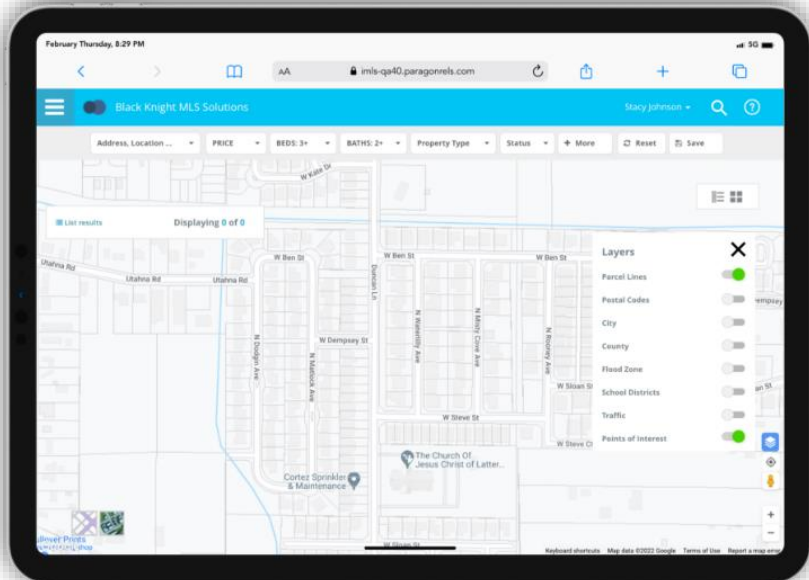 February Thursday, 8:29 PM
5G
AA imls-qa40.paragonrels.com
Black Knight MLS Solutions
Stacy Johnson
Address, Location ... PRICE BEDS: 3+ BATHS: 2+ Property Type Status + More Reset Save
W Kate Dr
List results Displaying 0 of 0
Utahna Rd
Utahna Rd
Utahna Rd
W Ben St
W Ben St
W Ben St
Duncan Ln
W Dempsey St
N Dodgin Ave
N Matlock Ave
N Waterlily Ave
N Misty Cove Ave
N Rooney Ave
W Sloan St
W Steve St
W Steve Ct
Layers
Parcel Lines
Postal Codes
City
County
Flood Zone
School Districts
Traffic
Points of Interest
The Church Of
Jesus Christ of Latter...
Cortez Sprinkler
& Maintenance
W Sloan St
+
−
Keyboard shortcuts Map data ©2022 Google Terms of Use Report a map error